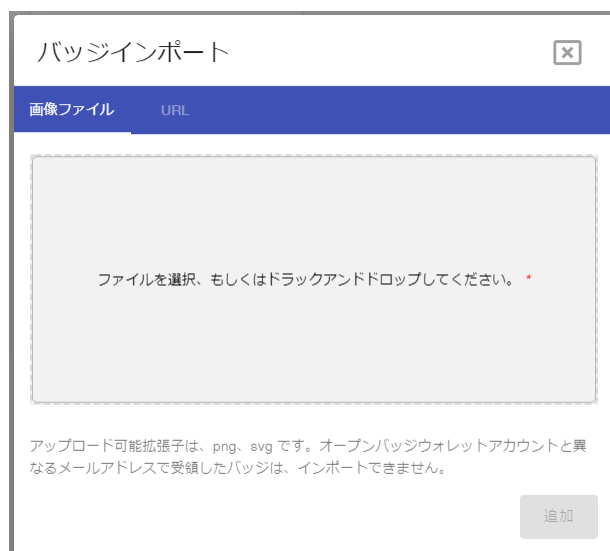 バッジインポート
画像ファイル URL
ファイルを選択、もしくはドラックアンドドロップしてください。 *
アップロード可能拡張子は、png、svg です。オープンバッジウォレットアカウントと異
なるメールアドレスで受領したバッジは、インポートできません。
追加